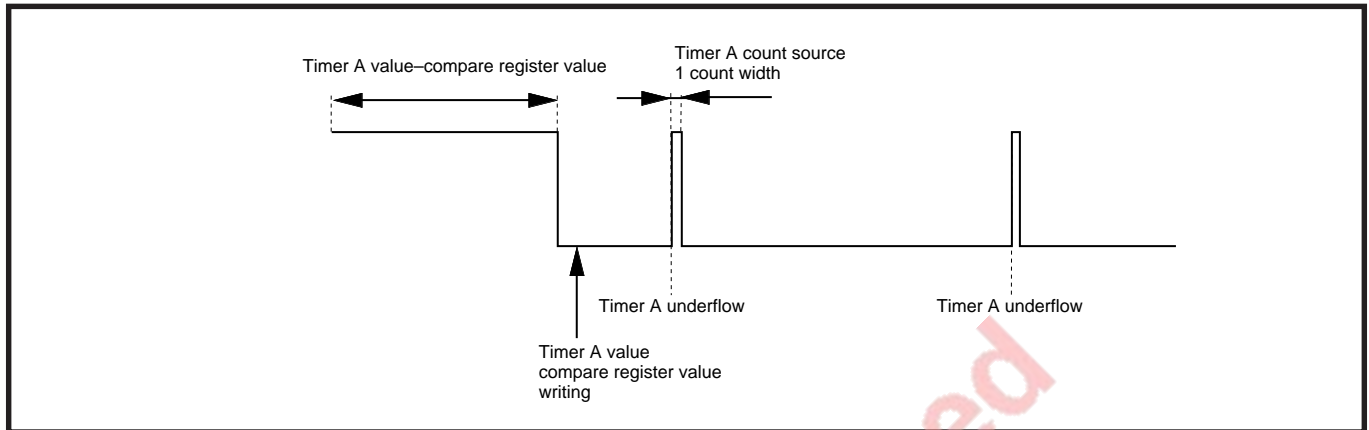 Timer A value–compare register value
Timer A count source
1 count width
Timer A underflow
Timer A underflow
Timer A value
compare register value
writing